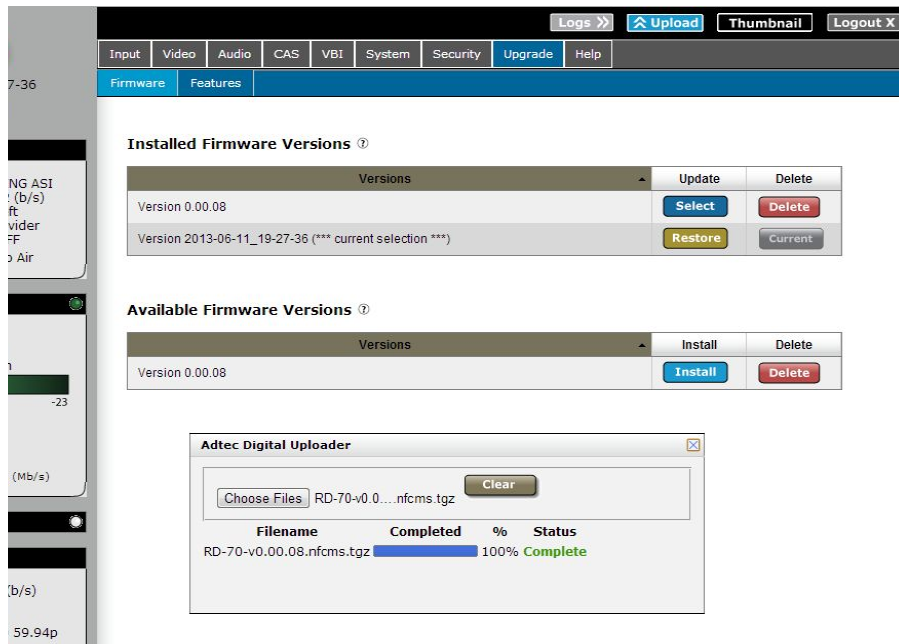 Logs Upload Thumbnail Logout X
Input Video Audio CAS VBI System Security Upgrade Help
Firmware Features
7-36
NG ASI
(b/s)
ft
vider
FF
o Air
-23
(Mb/s)
(b/s)
59.94p
Installed Firmware Versions ?
Versions Update Delete
Version 0.00.08 Select Delete
Version 2013-06-11_19-27-36 (*** current selection ***) Restore Current
Available Firmware Versions ?
Versions Install Delete
Version 0.00.08 Install Delete
Adtec Digital Uploader
Choose Files RD-70-v0.0....nfcms.tgz Clear
Filename Completed % Status
RD-70-v0.00.08.nfcms.tgz 100% Complete